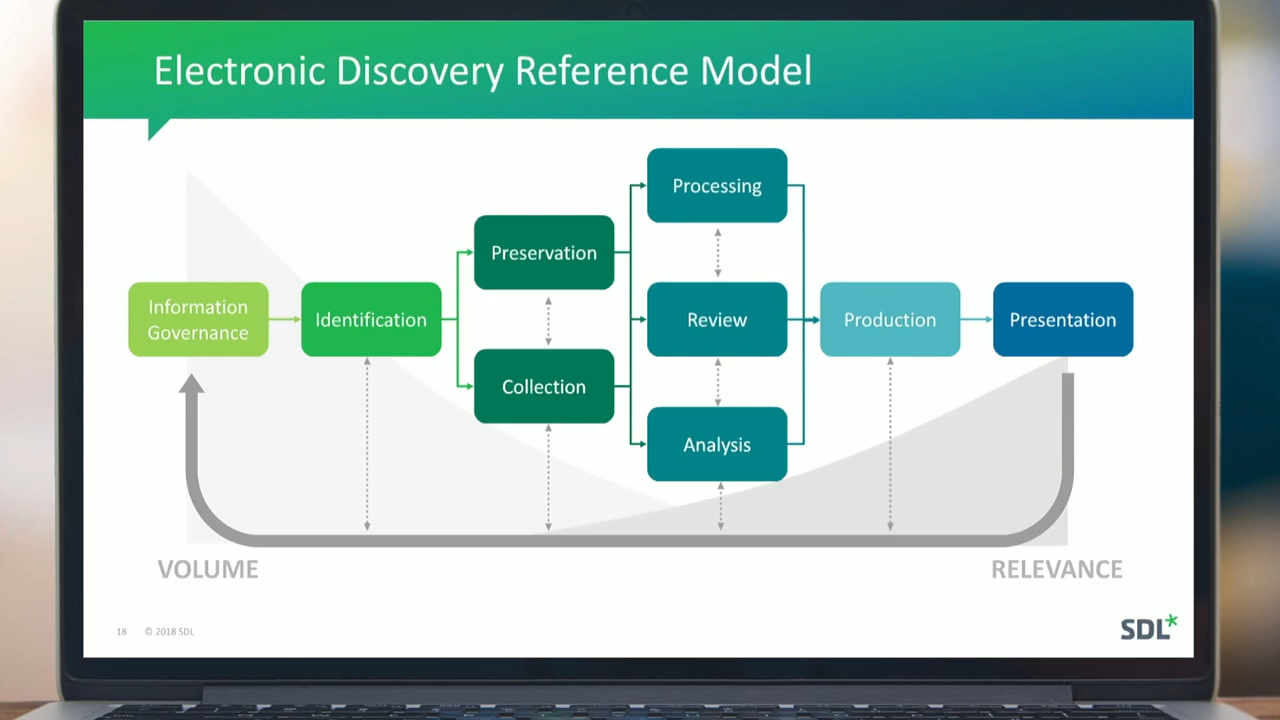 Electronic Discovery Reference Model
Processing
Preservation
Information
Governance
Identification
Review
Production
Presentation
Collection
Analysis
VOLUME
RELEVANCE
18 © 2018 SDL
SDL*